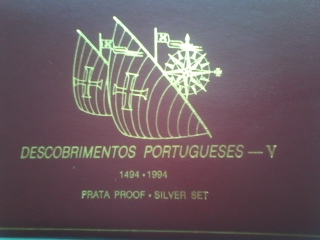 DESCOBRIMENTOS PORTUGUESES — V
1494 • 1994
PRATA PROOF • SILVER SET